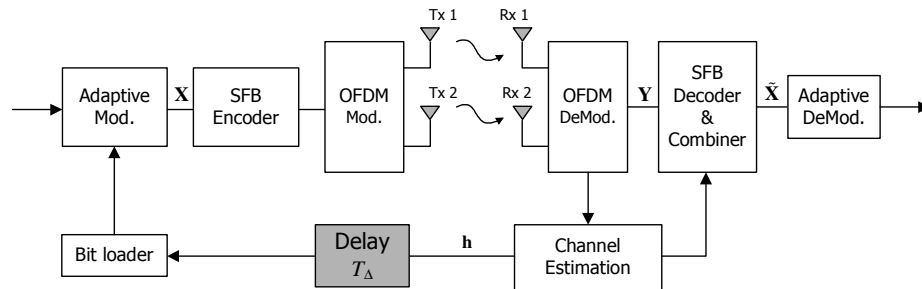 Tx 1
Rx 1
Tx 2
Rx 2
Adaptive
Mod.
X
SFB
Encoder
OFDM
Mod.
OFDM
DeMod.
Y
SFB
Decoder
&
Combiner
X̃
Adaptive
DeMod.
Bit loader
Delay
T_Δ
h
Channel
Estimation